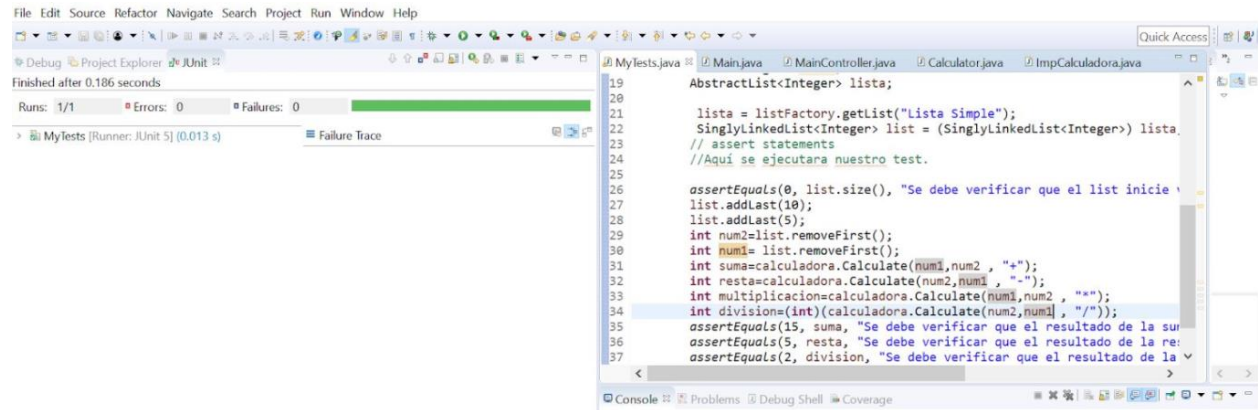 File Edit Source Refactor Navigate Search Project Run Window Help
Quick Access
Debug Project Explorer JUnit
Finished after 0.186 seconds
Runs: 1/1 Errors: 0 Failures: 0
MyTests [Runner: JUnit 5] (0.013 s)
Failure Trace
MyTests.java Main.java MainController.java Calculator.java ImpCalculadora.java
19 AbstractList<Integer> lista;
20
21 lista = listFactory.getList("Lista Simple");
22 SinglyLinkedList<Integer> list = (SinglyLinkedList<Integer>) lista
23 // assert statements
24 //Aquí se ejecutara nuestro test.
25
26 assertEquals(0, list.size(), "Se debe verificar que el list inicie
27 list.addLast(10);
28 list.addLast(5);
29 int num2=list.removeFirst();
30 int num1= list.removeFirst();
31 int suma=calculadora.Calculate(num1,num2 , "+");
32 int resta=calculadora.Calculate(num2,num1 , "-");
33 int multiplicacion=calculadora.Calculate(num1,num2 , "*");
34 int division=(int)(calculadora.Calculate(num2,num1 , "/"));
35 assertEquals(15, suma, "Se debe verificar que el resultado de la
36 assertEquals(5, resta, "Se debe verificar que el resultado de la
37 assertEquals(2, division, "Se debe verificar que el resultado de la
Console Problems Debug Shell Coverage